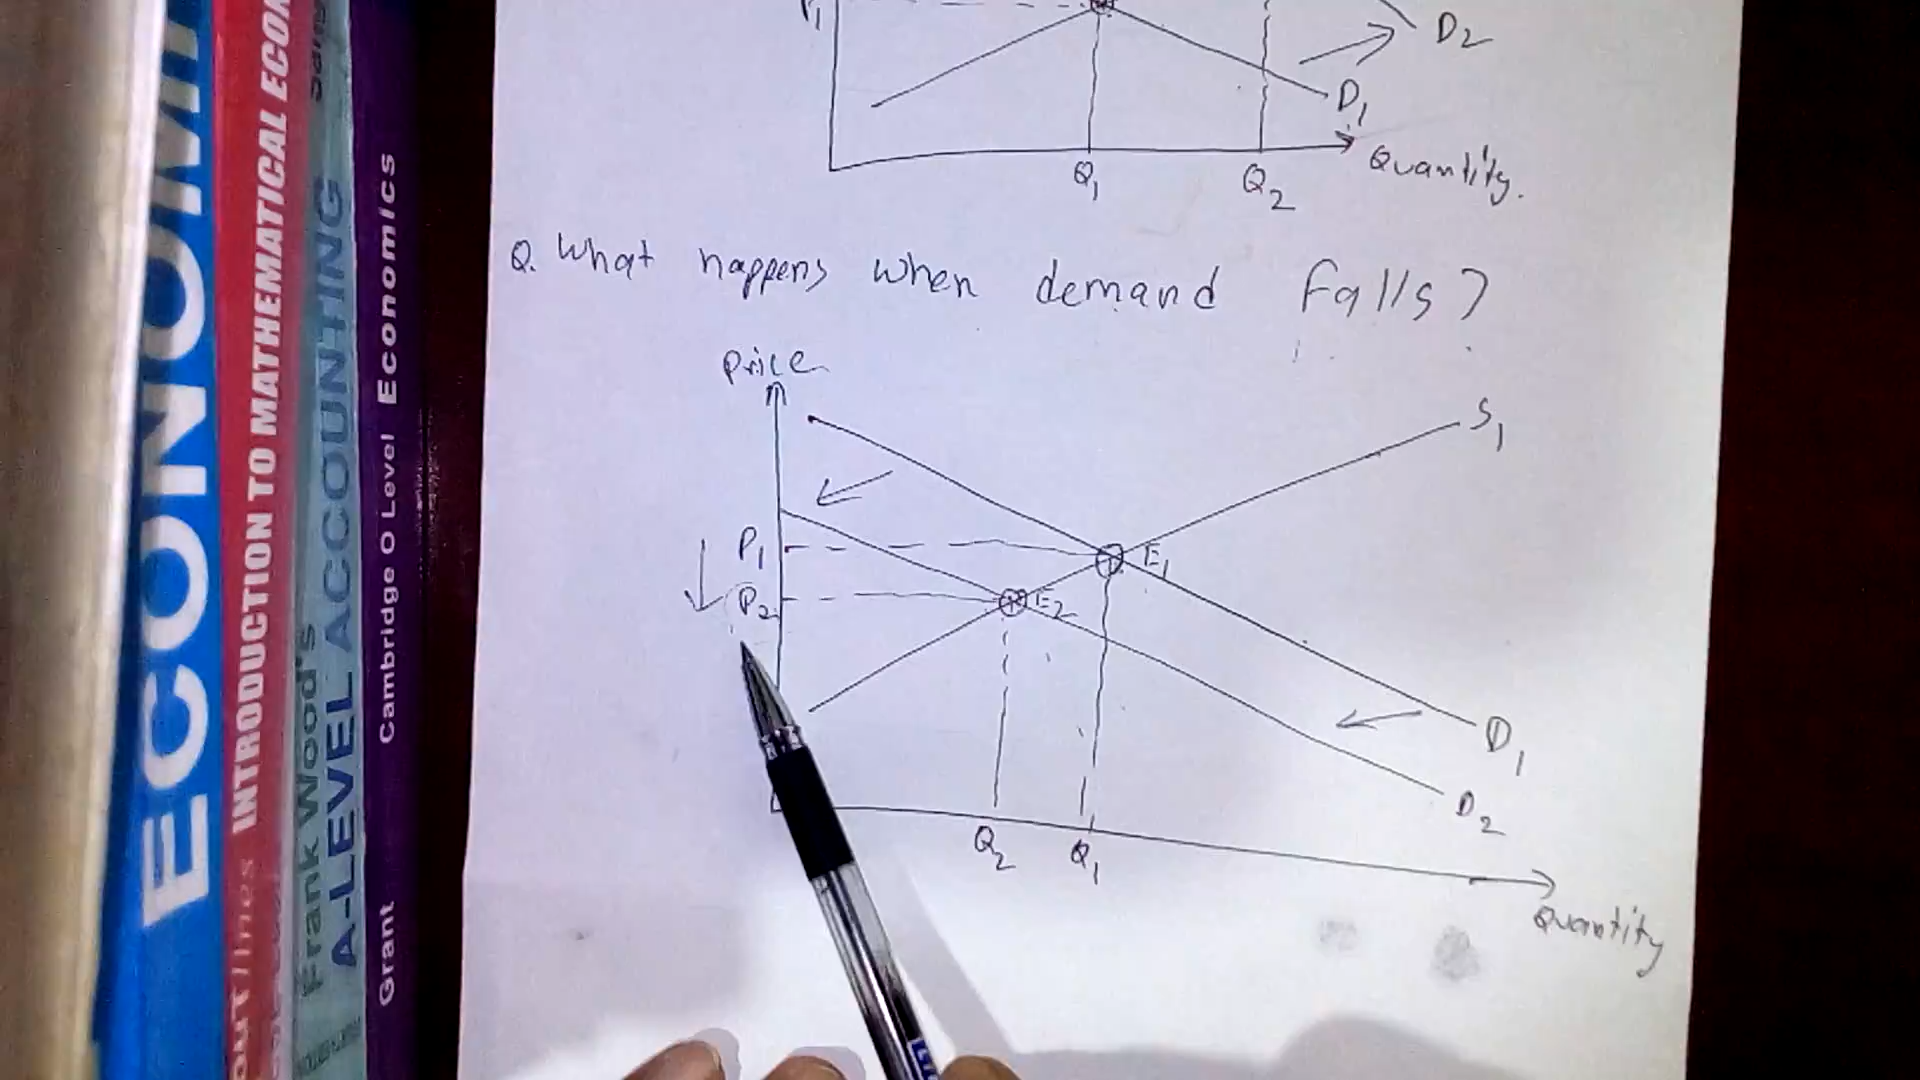 P1
D2
D1
Quantity.
Q1
Q2
Q. What happens when demand falls?
Price
S1
P1
E1
P2
E2
D1
D2
Q2
Q1
Quantity
ECONOMI
INTRODUCTION TO MATHEMATICAL ECON
Frank Wood's
A-LEVEL ACCOUNTING
Grant Cambridge O Level Economics